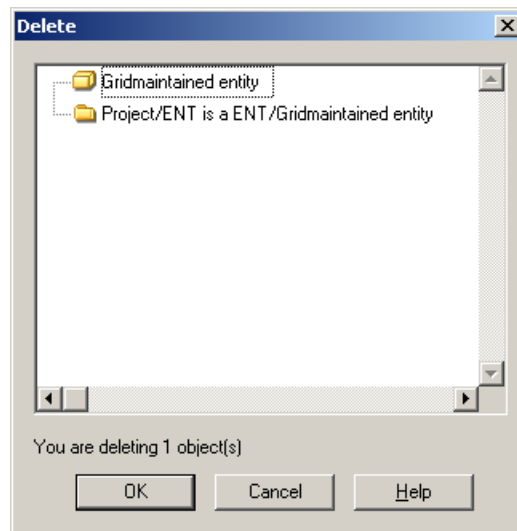 Delete
Gridmaintained entity
Project/ENT is a ENT/Gridmaintained entity
You are deleting 1 object(s)
OK Cancel Help